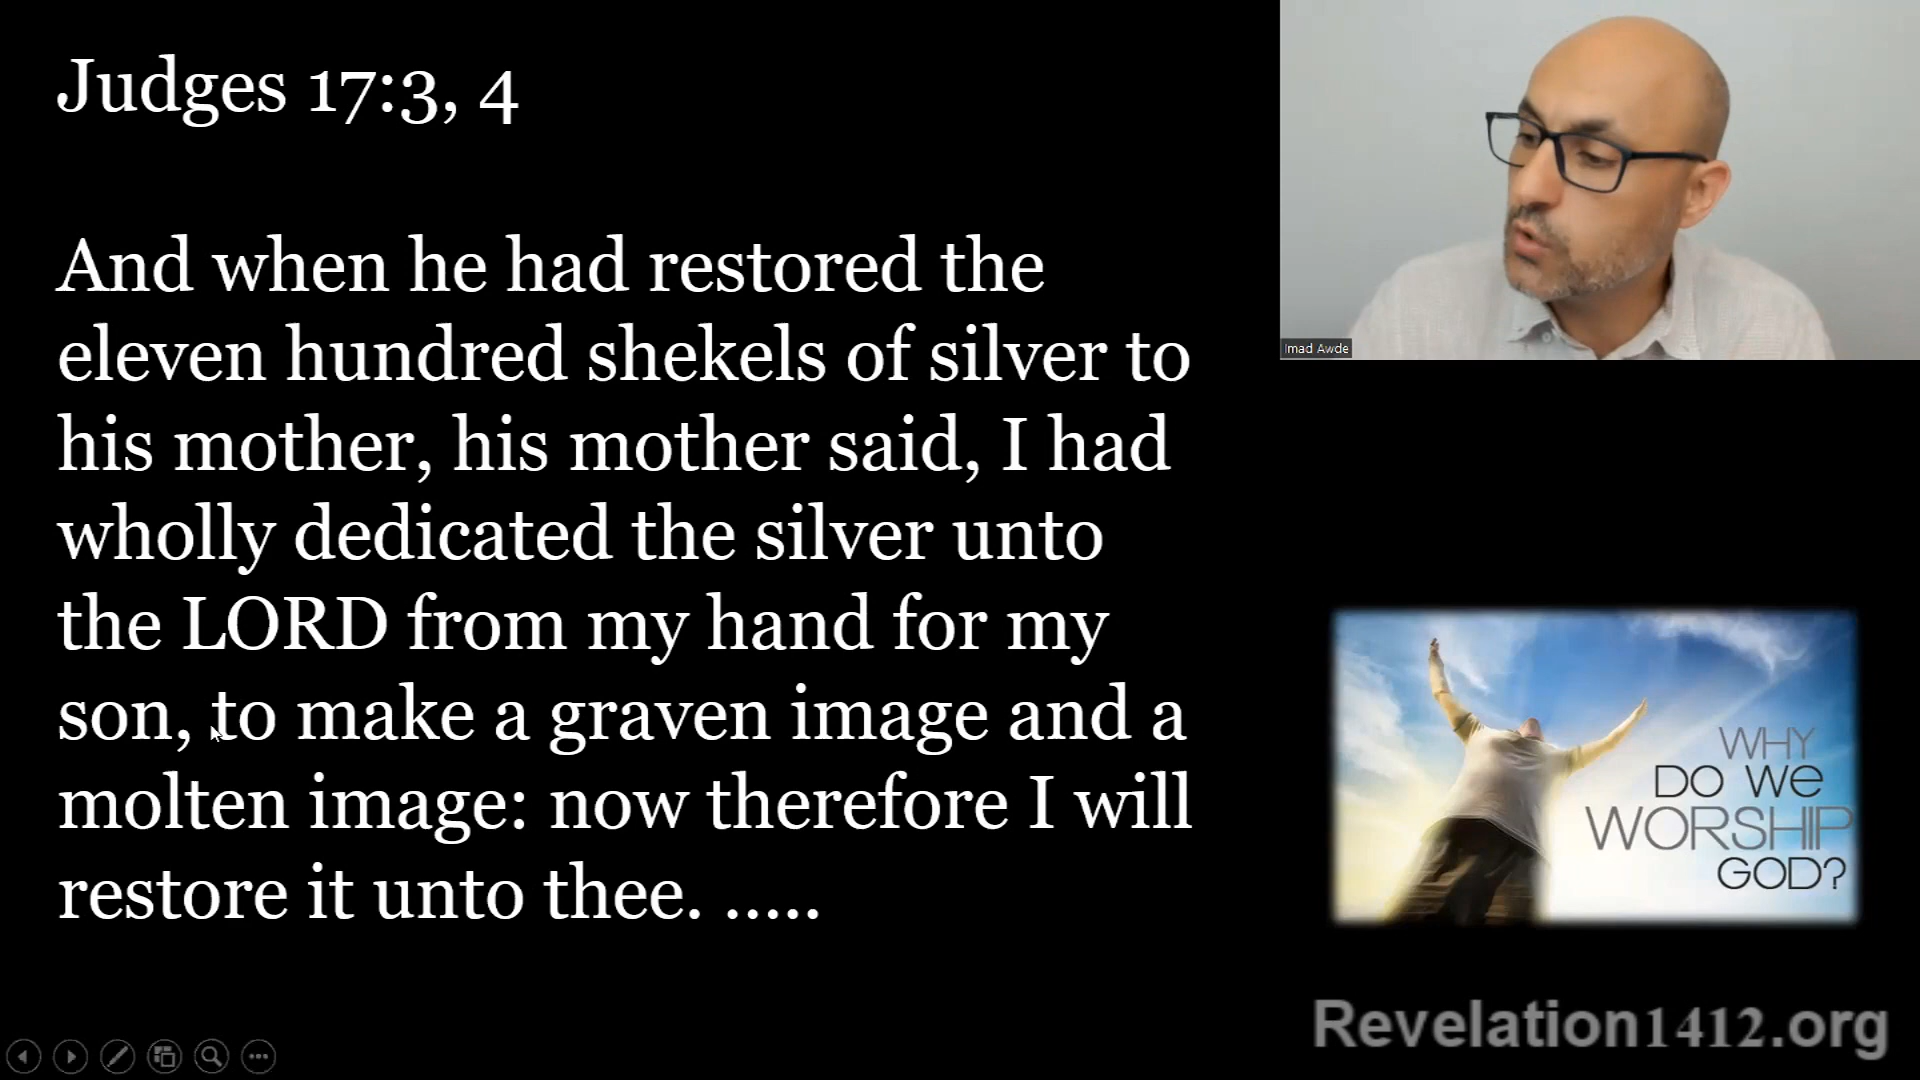 Judges 17:3, 4
And when he had restored the
eleven hundred shekels of silver to
his mother, his mother said, I had
wholly dedicated the silver unto
the LORD from my hand for my
son, to make a graven image and a
molten image: now therefore I will
restore it unto thee. .....
Imad Awde
WHY
DO WE
WORSHIP
GOD?
Revelation1412.org